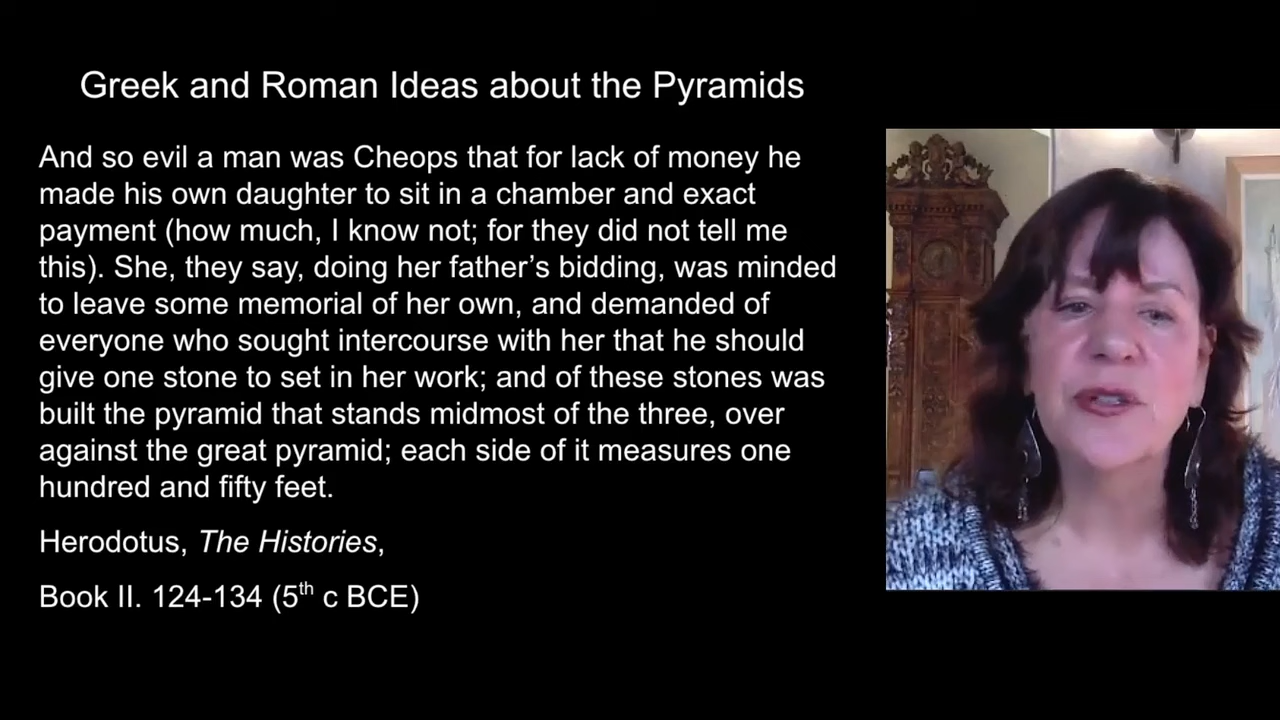 Greek and Roman Ideas about the Pyramids
And so evil a man was Cheops that for lack of money he
made his own daughter to sit in a chamber and exact
payment (how much, I know not; for they did not tell me
this). She, they say, doing her father’s bidding, was minded
to leave some memorial of her own, and demanded of
everyone who sought intercourse with her that he should
give one stone to set in her work; and of these stones was
built the pyramid that stands midmost of the three, over
against the great pyramid; each side of it measures one
hundred and fifty feet.
Herodotus, The Histories,
Book II. 124-134 (5th c BCE)